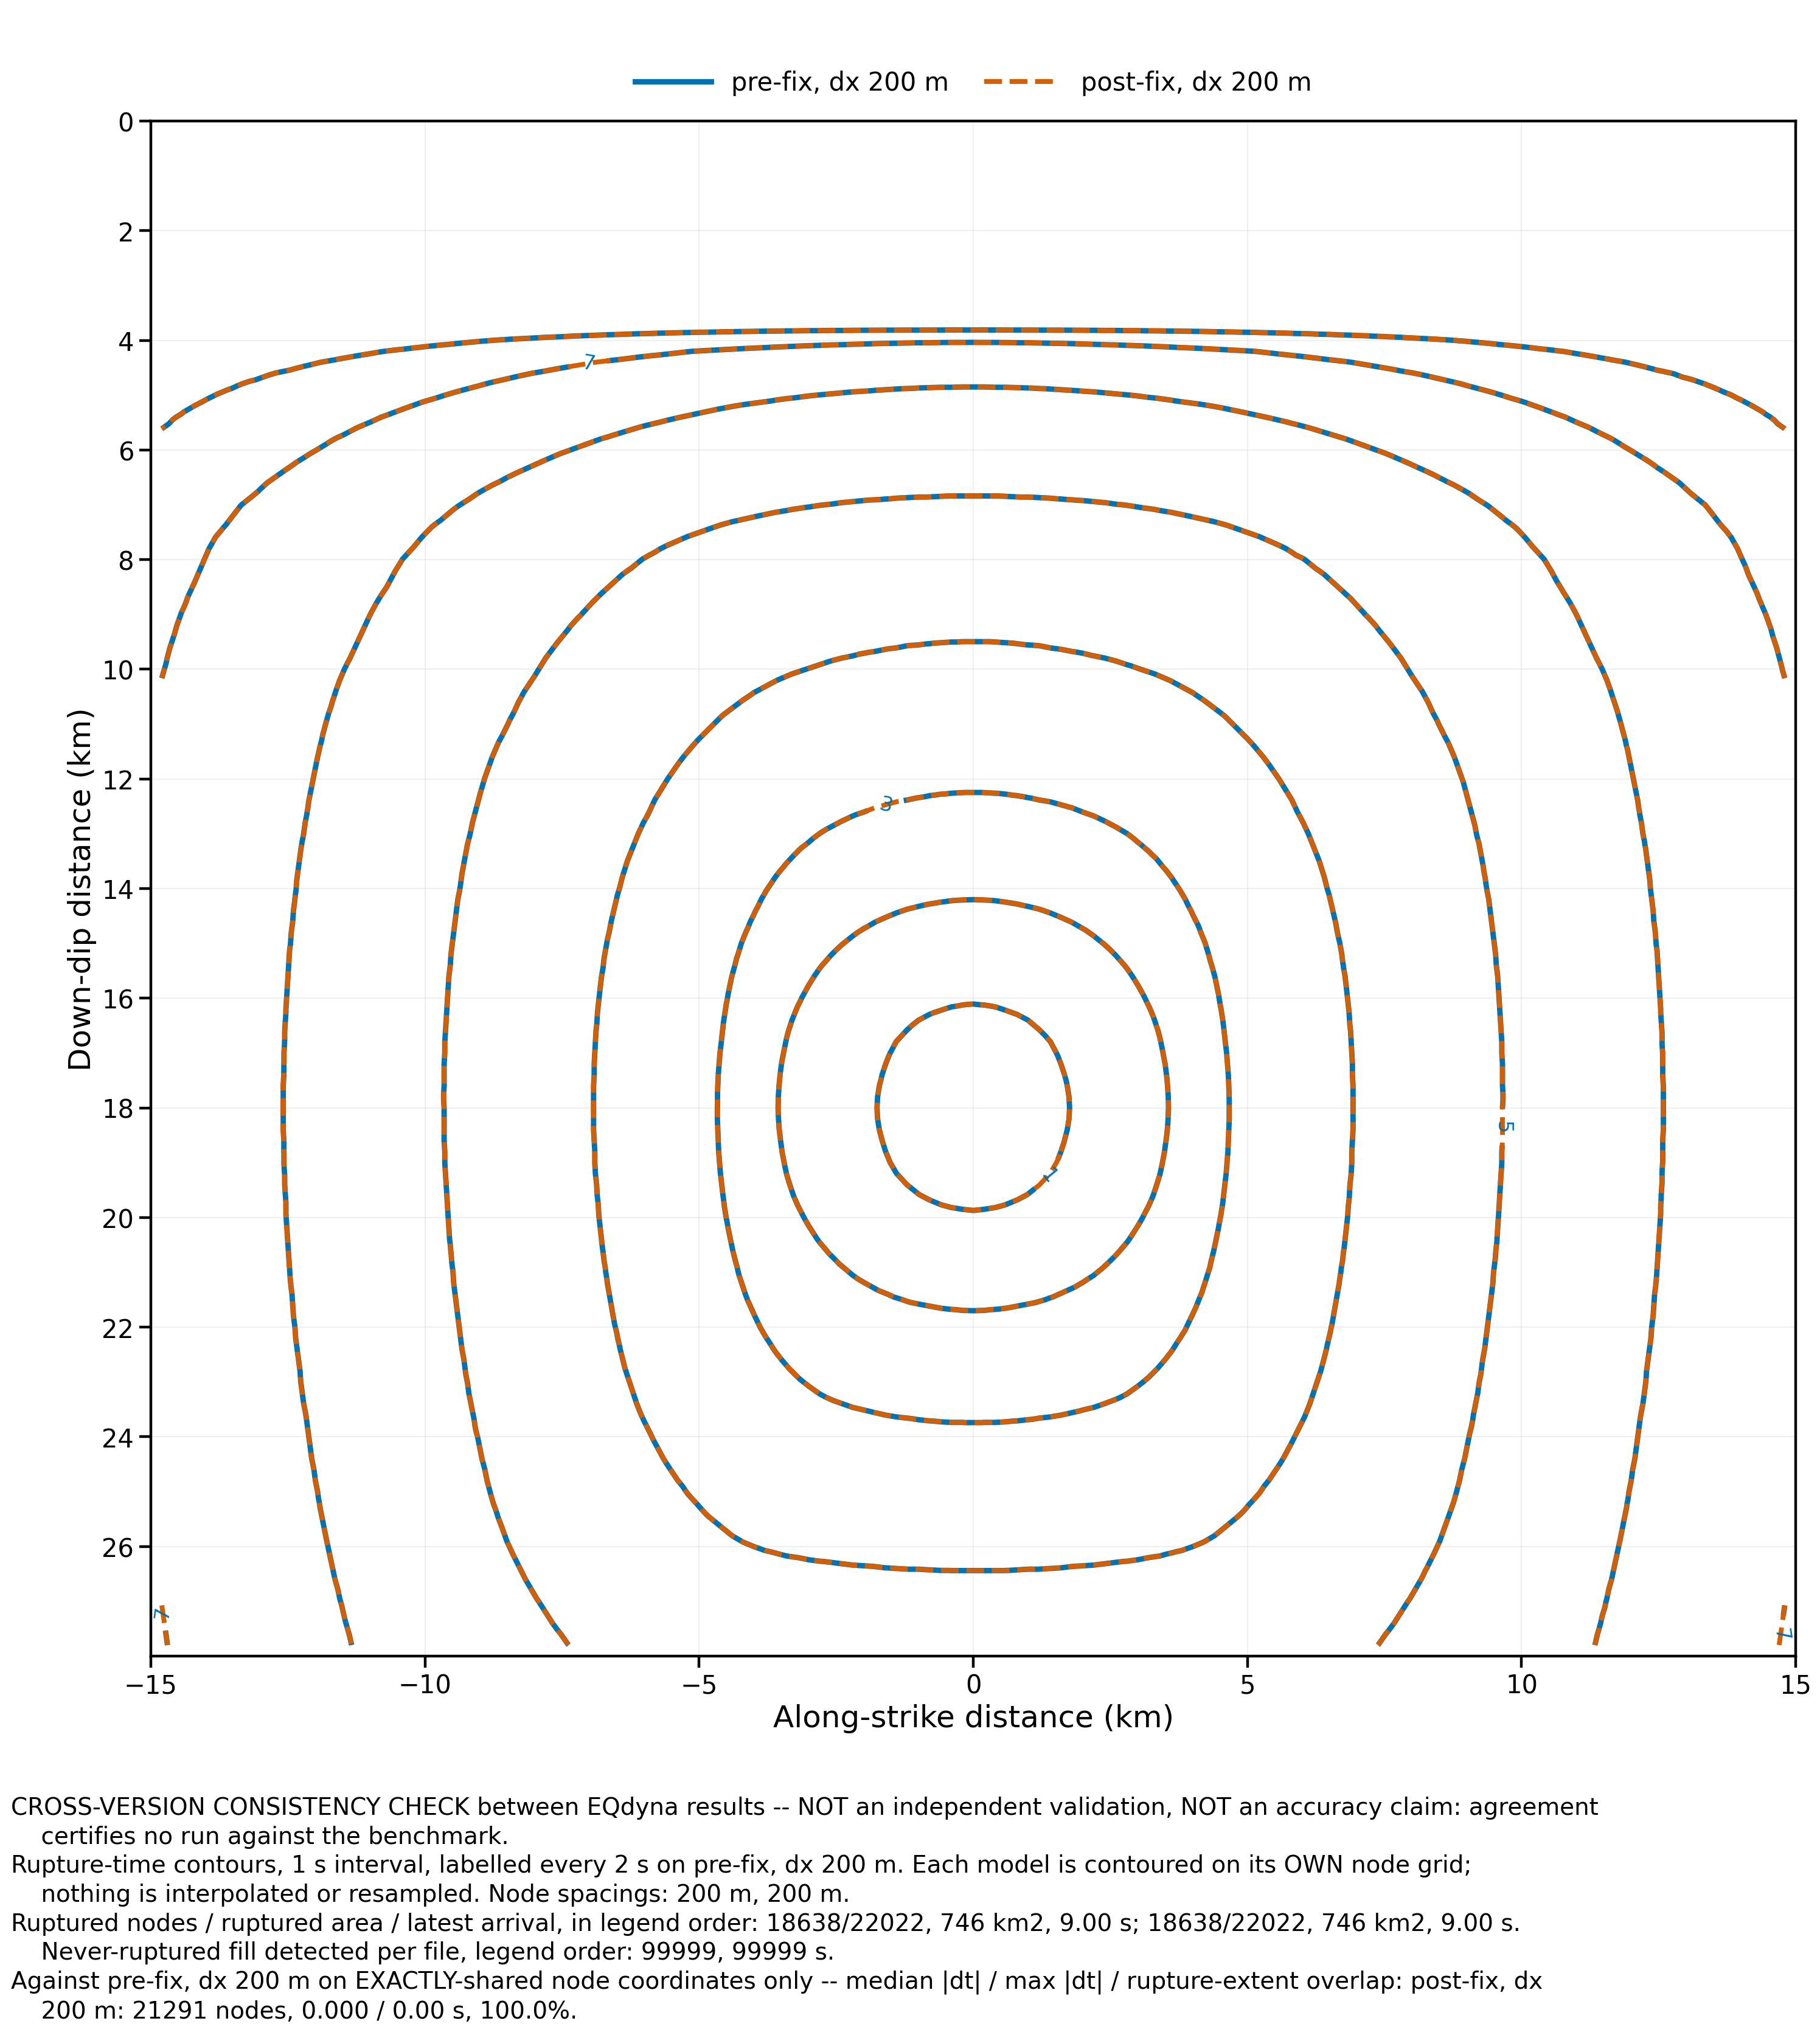 pre-fix, dx 200 m
post-fix, dx 200 m
0
2
4
6
8
10
12
14
16
18
20
22
24
26
Down-dip distance (km)
7
3
1
5
7
7
−15
−10
−5
0
5
10
15
Along-strike distance (km)
CROSS-VERSION CONSISTENCY CHECK between EQdyna results -- NOT an independent validation, NOT an accuracy claim: agreement
certifies no run against the benchmark.
Rupture-time contours, 1 s interval, labelled every 2 s on pre-fix, dx 200 m. Each model is contoured on its OWN node grid;
nothing is interpolated or resampled. Node spacings: 200 m, 200 m.
Ruptured nodes / ruptured area / latest arrival, in legend order: 18638/22022, 746 km2, 9.00 s; 18638/22022, 746 km2, 9.00 s.
Never-ruptured fill detected per file, legend order: 99999, 99999 s.
Against pre-fix, dx 200 m on EXACTLY-shared node coordinates only -- median |dt| / max |dt| / rupture-extent overlap: post-fix, dx
200 m: 21291 nodes, 0.000 / 0.00 s, 100.0%.